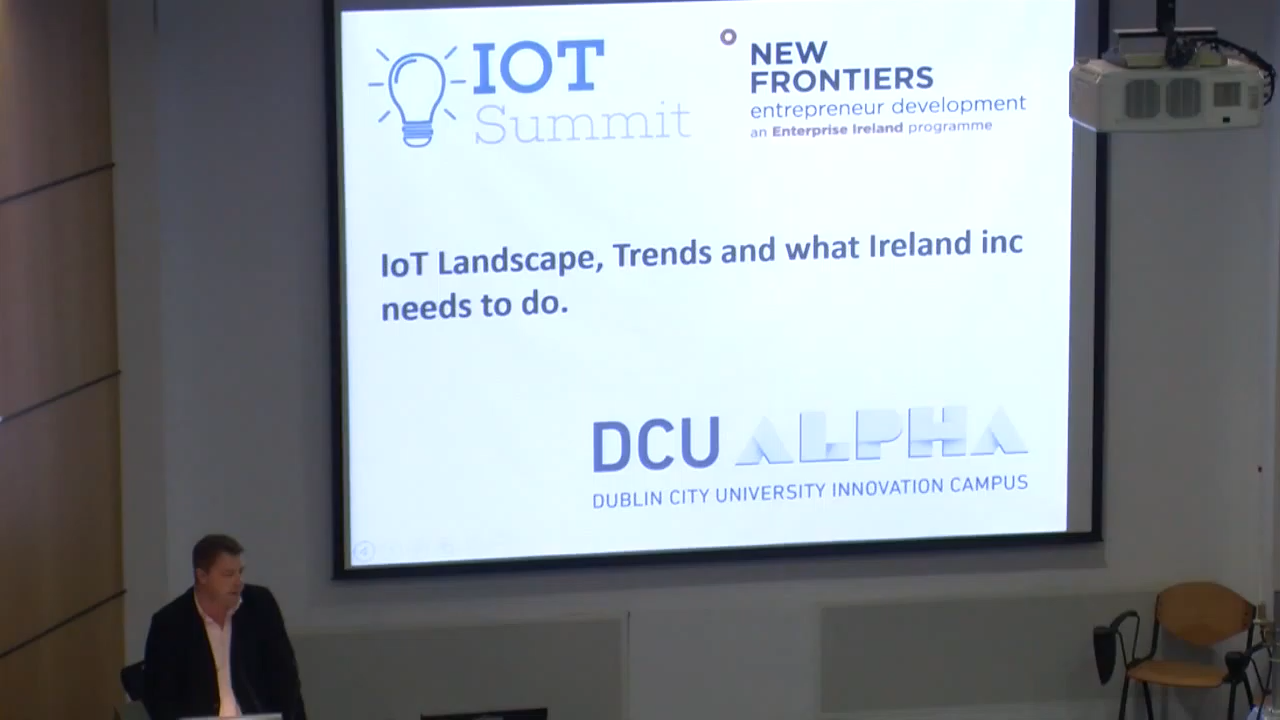 IOT
Summit
NEW
FRONTIERS
entrepreneur development
an Enterprise Ireland programme
IoT Landscape, Trends and what Ireland inc
needs to do.
DCU ALPHA
DUBLIN CITY UNIVERSITY INNOVATION CAMPUS